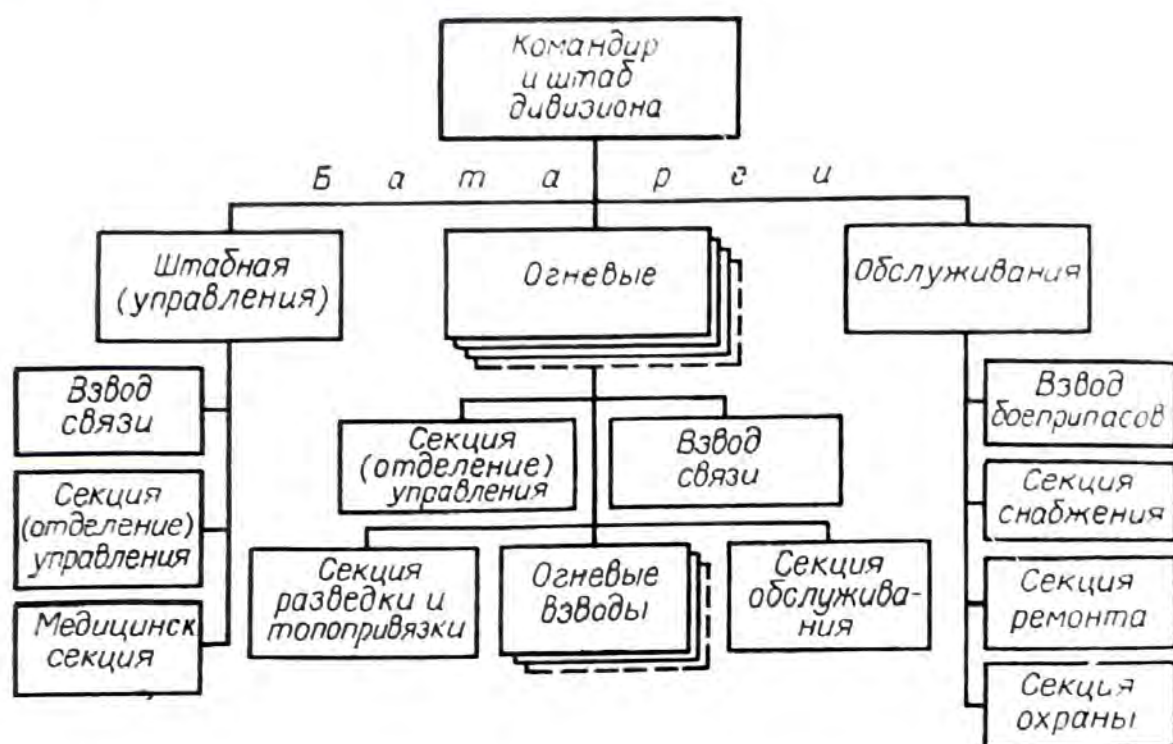 Командир
и штаб
дивизиона
Батареи
Штабная
(управления)
Огневые
Обслуживания
Взвод
связи
Секция
(отделение)
управления
Медицинск
секция
Секция
(отделение)
управления
Взвод
связи
Секция
разведки и
топопривязки
Огневые
взводы
Секция
обслужива-
ния
Взвод
боеприпасов
Секция
снабжения
Секция
ремонта
Секция
охраны